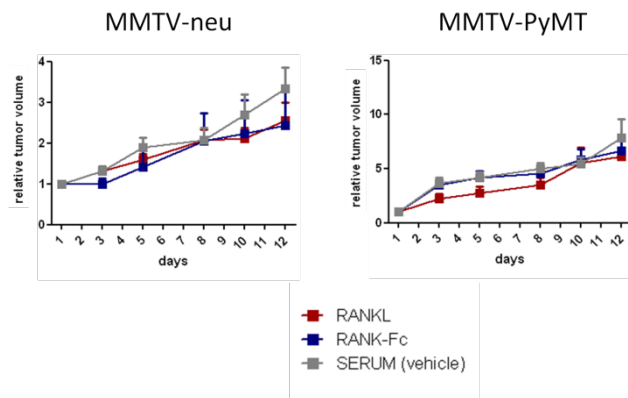 MMTV-neu
MMTV-PyMT
relative tumor volume
4
3
2
1
0
1 2 3 4 5 6 7 8 9 10 11 12
days
relative tumor volume
15
10
5
0
1 2 3 4 5 6 7 8 9 10 11 12
days
RANKL
RANK-Fc
SERUM (vehicle)